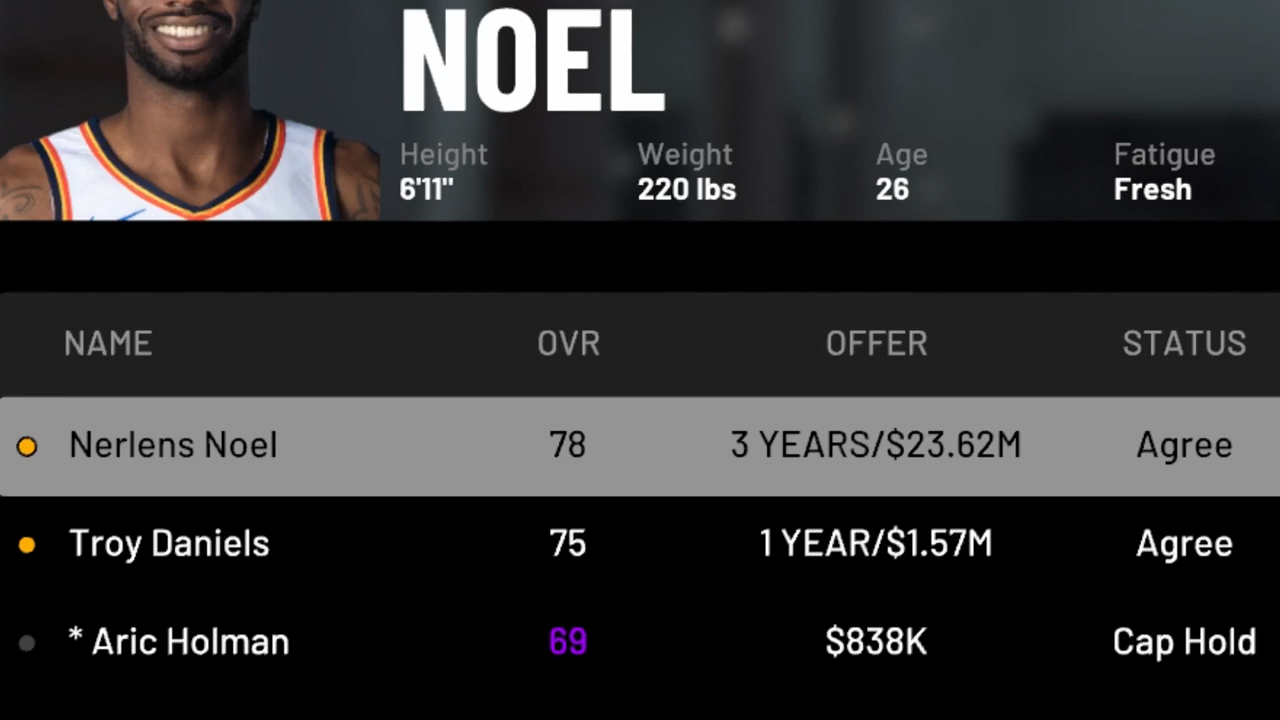 NOEL
Height Weight Age Fatigue
6'11" 220 lbs 26 Fresh
NAME OVR OFFER STATUS
Nerlens Noel 78 3 YEARS/$23.62M Agree
Troy Daniels 75 1 YEAR/$1.57M Agree
* Aric Holman 69 $838K Cap Hold